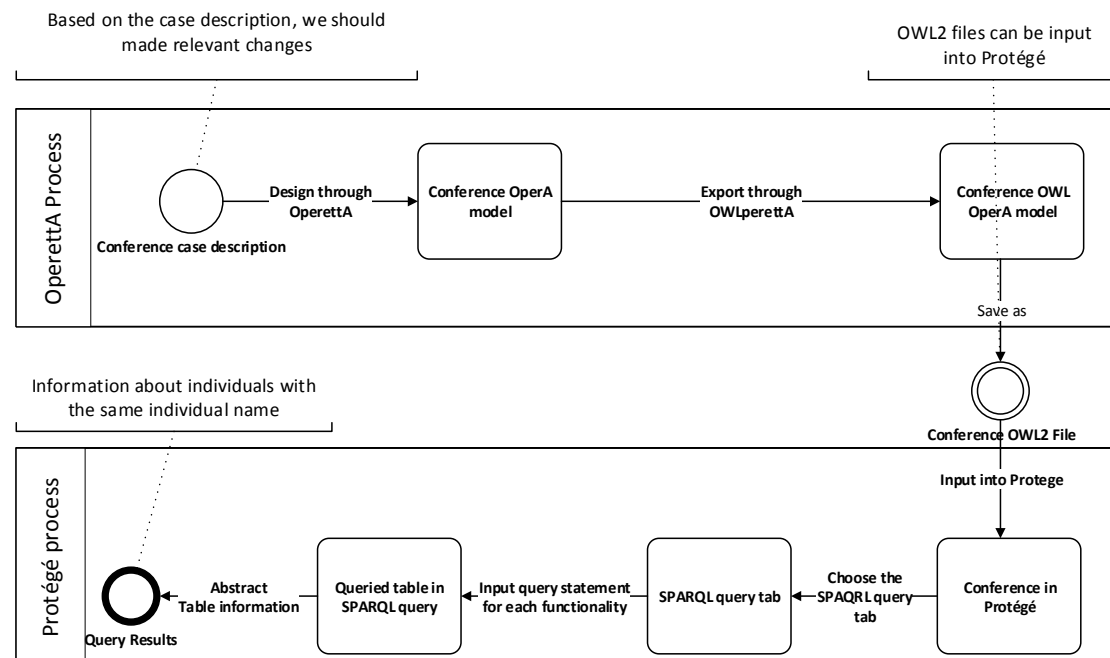 Based on the case description, we should
made relevant changes
OWL2 files can be input
into Protégé
OperettA Process
Design through
OperettA
Conference OperA
model
Export through
OWLperettA
Conference OWL
OperA model
Conference case description
Save as
Information about individuals with
the same individual name
Conference OWL2 File
Protégé process
Input into Protege
Conference in
Protégé
Choose the
SPAQRL query
tab
SPARQL query tab
Input query statement
for each functionality
Queried table in
SPARQL query
Abstract
Table information
Query Results